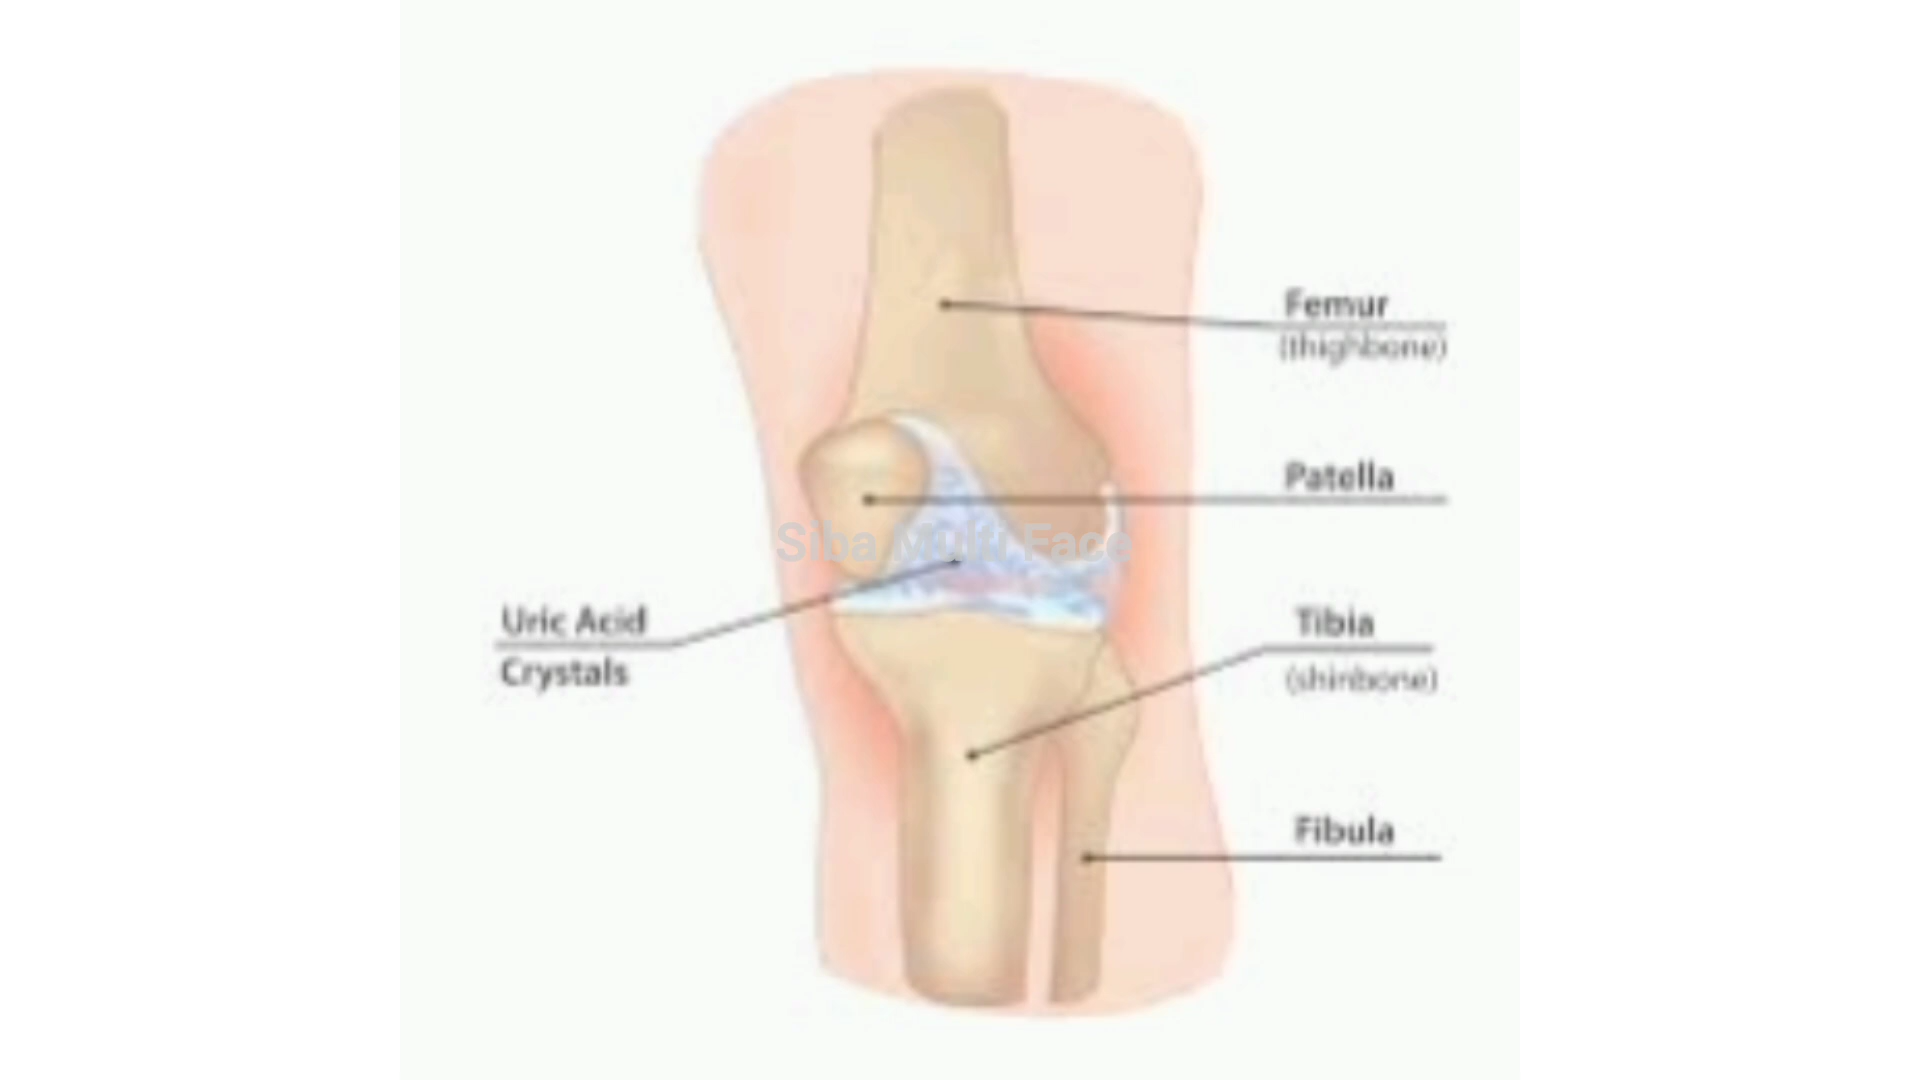 Femur
(thighbone)
Patella
Siba Multi Face
Uric Acid
Crystals
Tibia
(shinbone)
Fibula